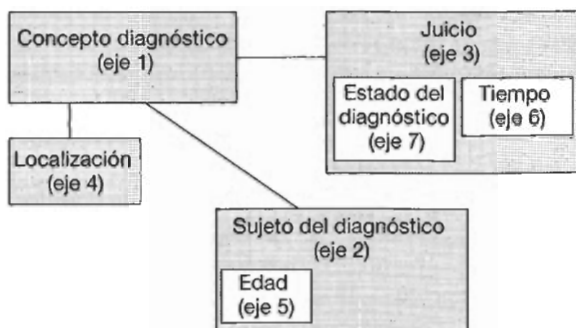 Concepto diagnóstico
(eje 1)
Juicio
(eje 3)
Estado del
diagnóstico
(eje 7)
Tiempo
(eje 6)
Localización
(eje 4)
Sujeto del diagnóstico
(eje 2)
Edad
(eje 5)